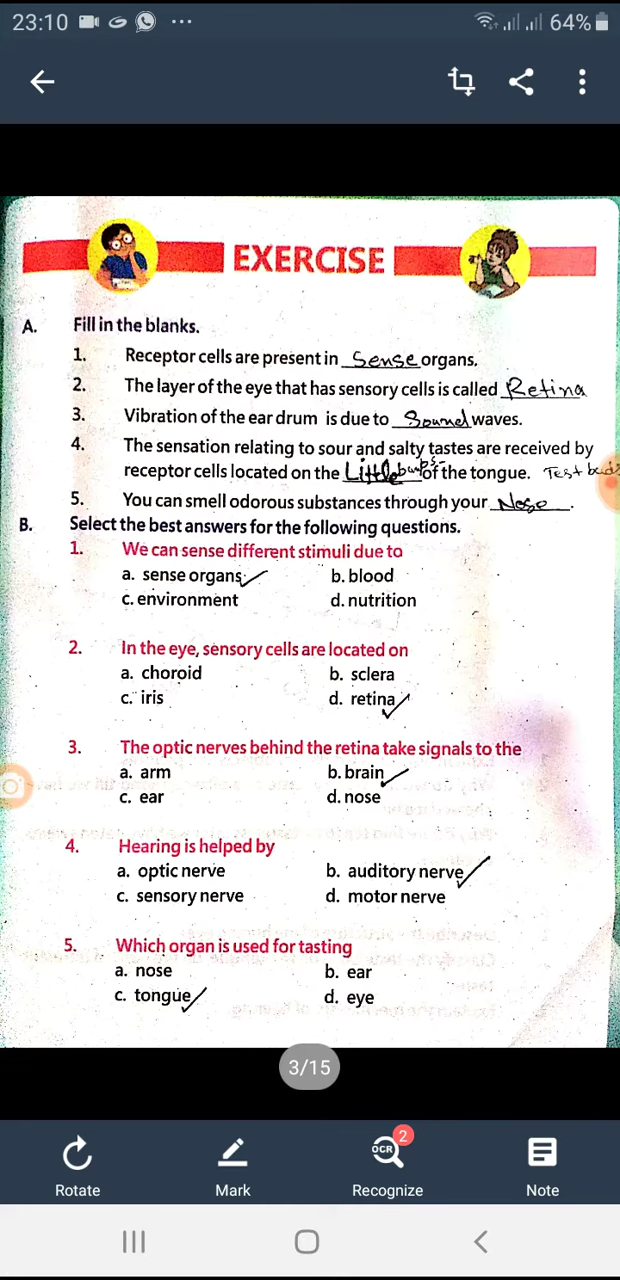 23:10 64%
EXERCISE
A. Fill in the blanks.
1. Receptor cells are present in Sense organs.
2. The layer of the eye that has sensory cells is called Retina
3. Vibration of the ear drum is due to Sound waves.
4. The sensation relating to sour and salty tastes are received by
receptor cells located on the Little bumps of the tongue. Test buds
5. You can smell odorous substances through your Nose.
B. Select the best answers for the following questions.
1. We can sense different stimuli due to
a. sense organs b. blood
c. environment d. nutrition
2. In the eye, sensory cells are located on
a. choroid b. sclera
c. iris d. retina
3. The optic nerves behind the retina take signals to the
a. arm b. brain
c. ear d. nose
4. Hearing is helped by
a. optic nerve b. auditory nerve
c. sensory nerve d. motor nerve
5. Which organ is used for tasting
a. nose b. ear
c. tongue d. eye
3/15
OCR 2
Rotate Mark Recognize Note